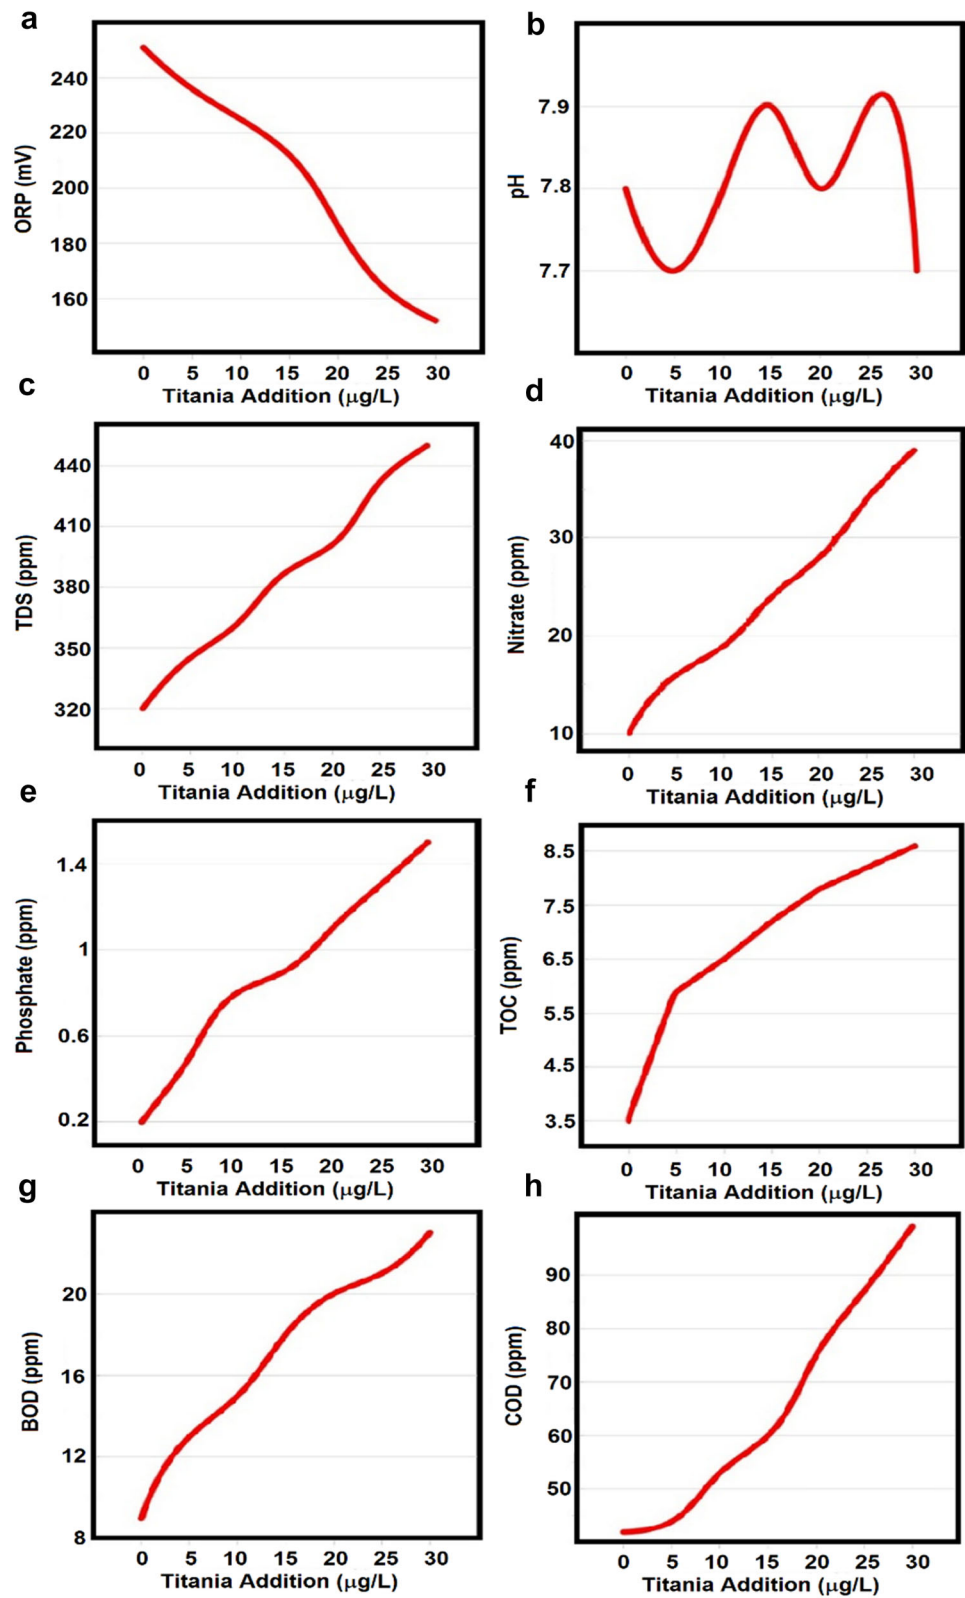 a
ORP (mV)
240
220
200
180
160
0 5 10 15 20 25 30
Titania Addition (µg/L)
b
pH
7.9
7.8
7.7
0 5 10 15 20 25 30
Titania Addition (µg/L)
c
TDS (ppm)
440
410
380
350
320
0 5 10 15 20 25 30
Titania Addition (µg/L)
d
Nitrate (ppm)
40
30
20
10
0 5 10 15 20 25 30
Titania Addition (µg/L)
e
Phosphate (ppm)
1.4
1
0.6
0.2
0 5 10 15 20 25 30
Titania Addition (µg/L)
f
TOC (ppm)
8.5
7.5
6.5
5.5
4.5
3.5
0 5 10 15 20 25 30
Titania Addition (µg/L)
g
BOD (ppm)
20
16
12
8
0 5 10 15 20 25 30
Titania Addition (µg/L)
h
COD (ppm)
90
80
70
60
50
0 5 10 15 20 25 30
Titania Addition (µg/L)